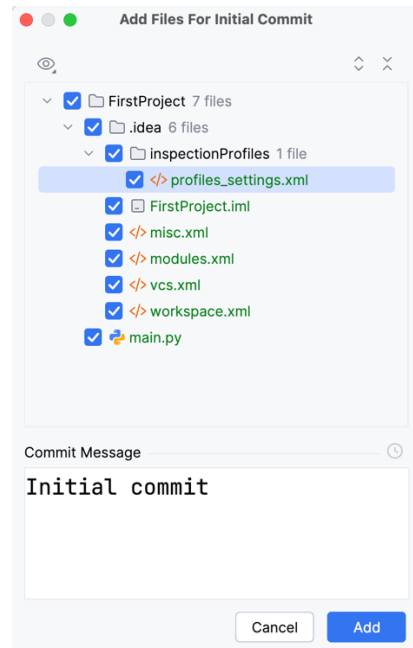 Add Files For Initial Commit
FirstProject 7 files
.idea 6 files
inspectionProfiles 1 file
profiles_settings.xml
FirstProject.iml
misc.xml
modules.xml
vcs.xml
workspace.xml
main.py
Commit Message
Initial commit
Cancel Add